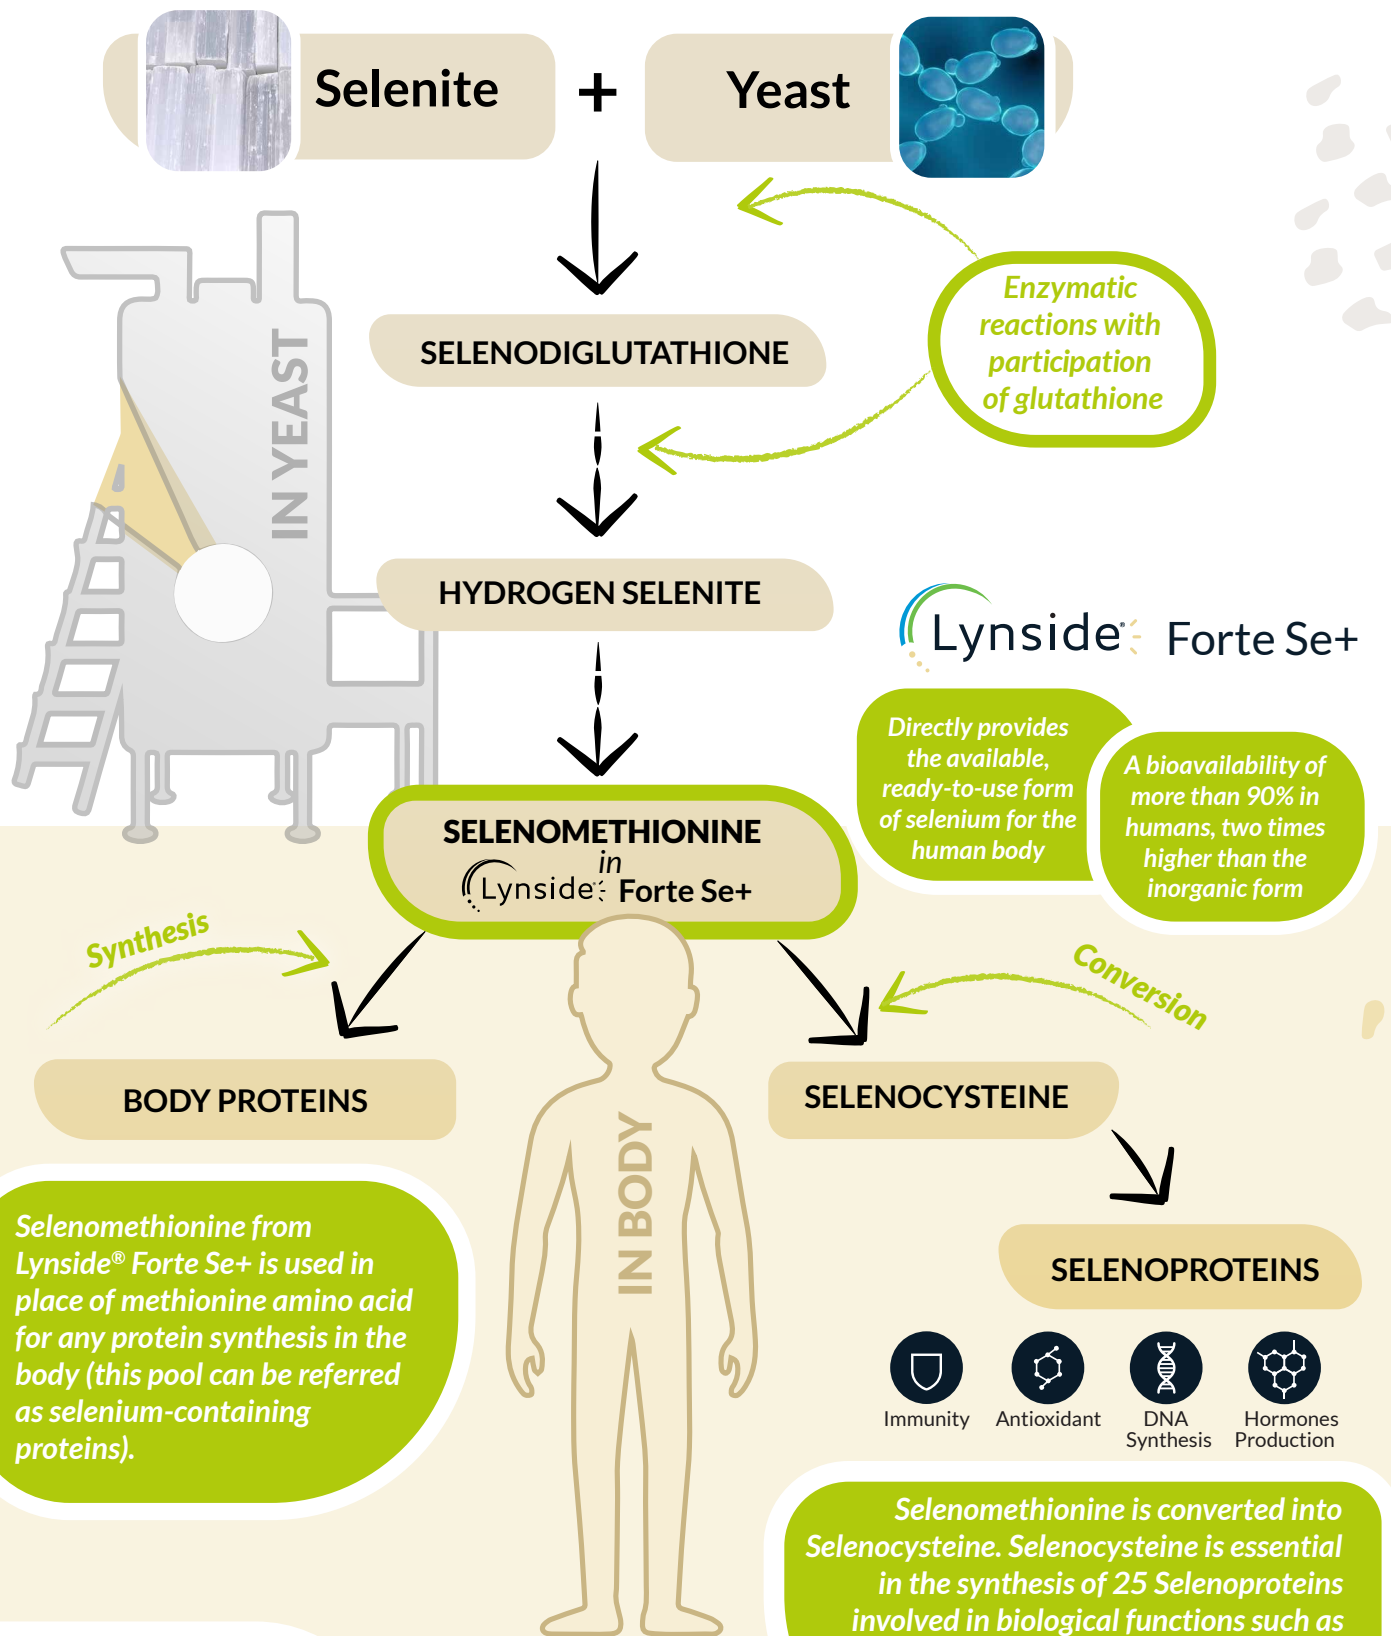 Selenite + Yeast
IN YEAST
Enzymatic
reactions with
participation
of glutathione
SELENODIGLUTATHIONE
HYDROGEN SELENITE
Lynside® Forte Se+
Directly provides
the available,
ready-to-use form
of selenium for the
human body
A bioavailability of
more than 90% in
humans, two times
higher than the
inorganic form
SELENOMETHIONINE
in
Lynside Forte Se+
Synthesis
Conversion
BODY PROTEINS
SELENOCYSTEINE
IN BODY
Selenomethionine from
Lynside® Forte Se+ is used in
place of methionine amino acid
for any protein synthesis in the
body (this pool can be referred
as selenium-containing
proteins).
SELENOPROTEINS
Immunity
Antioxidant
DNA
Synthesis
Hormones
Production
Selenomethionine is converted into
Selenocysteine. Selenocysteine is essential
in the synthesis of 25 Selenoproteins
involved in biological functions such as